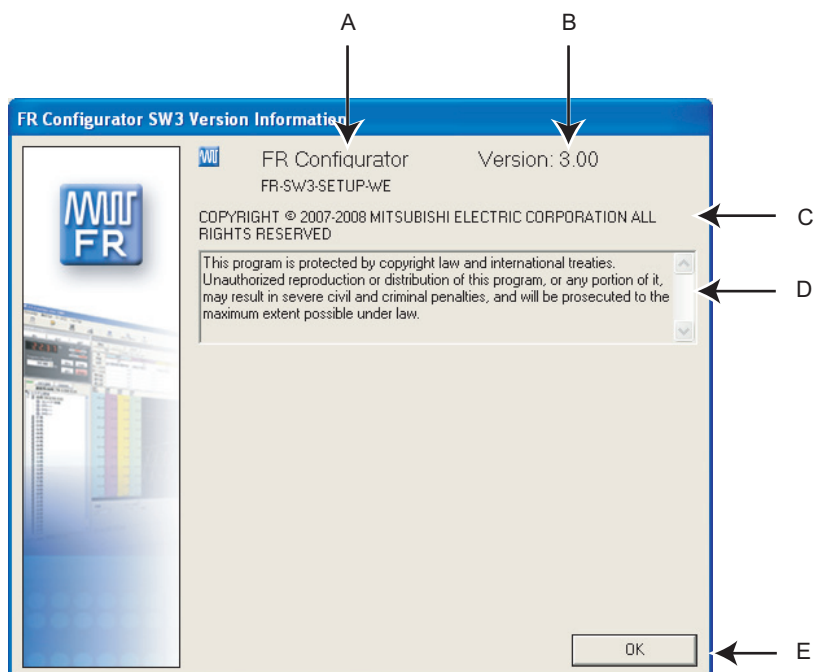 A B
FR Configurator SW3 Version Information
FR Configurator Version: 3.00
FR-SW3-SETUP-WE
COPYRIGHT © 2007-2008 MITSUBISHI ELECTRIC CORPORATION ALL
RIGHTS RESERVED
C
FR
This program is protected by copyright law and international treaties.
Unauthorized reproduction or distribution of this program, or any portion of it,
may result in severe civil and criminal penalties, and will be prosecuted to the
maximum extent possible under law.
D
OK
E